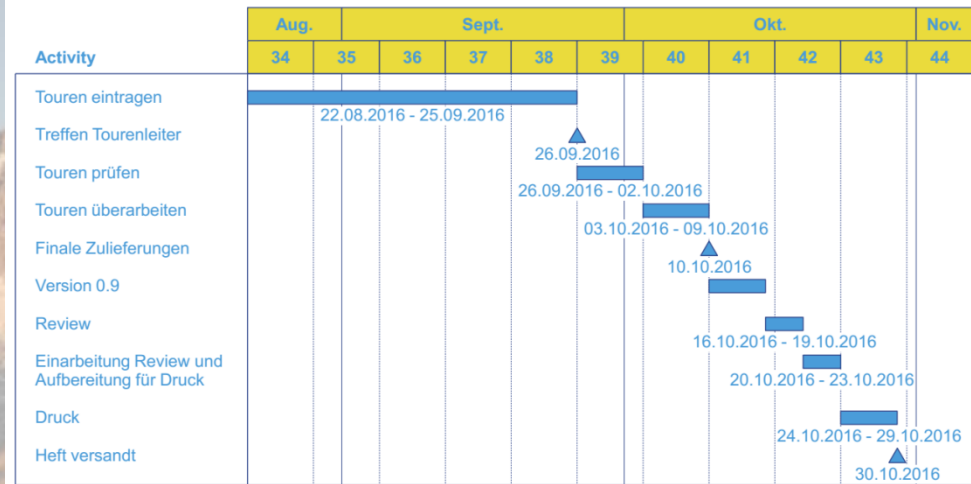 Aug. Sept. Okt. Nov.
Activity 34 35 36 37 38 39 40 41 42 43 44
Touren eintragen
22.08.2016 - 25.09.2016
Treffen Tourenleiter
26.09.2016
Touren prüfen
26.09.2016 - 02.10.2016
Touren überarbeiten
03.10.2016 - 09.10.2016
Finale Zulieferungen
10.10.2016
Version 0.9
Review
16.10.2016 - 19.10.2016
Einarbeitung Review und
Aufbereitung für Druck
20.10.2016 - 23.10.2016
Druck
24.10.2016 - 29.10.2016
Heft versandt
30.10.2016